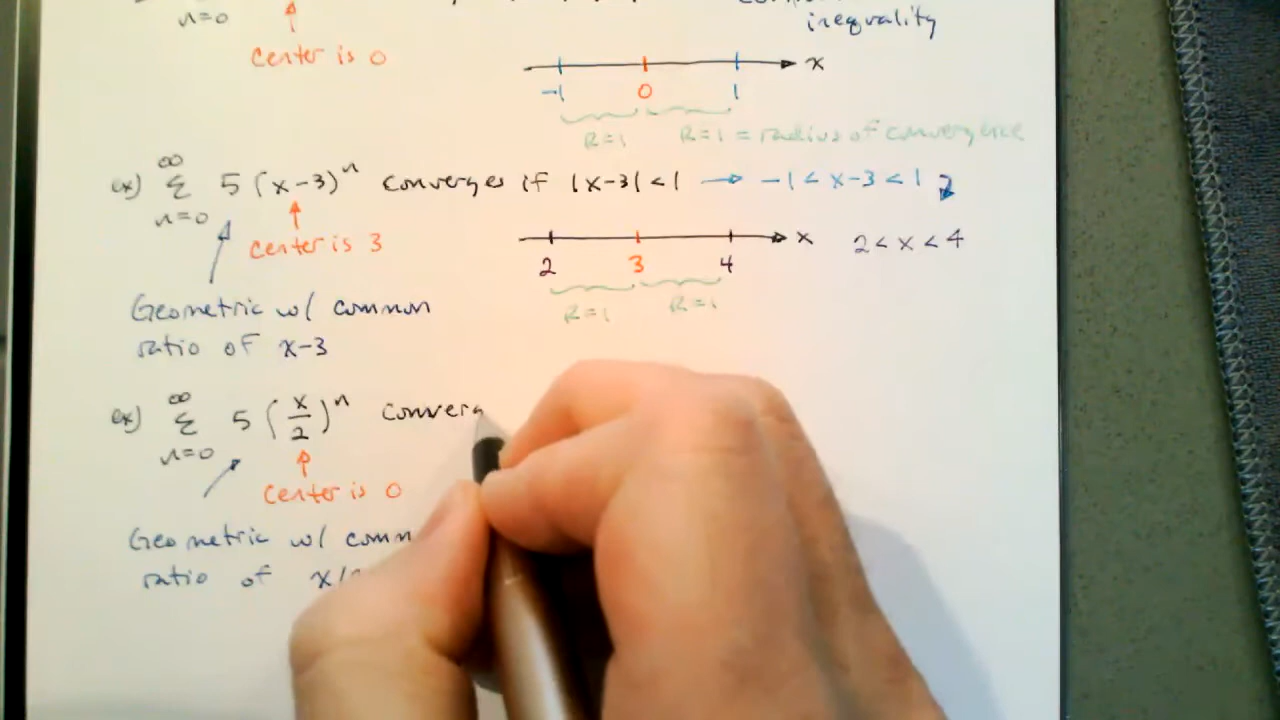 n=0
center is 0
inequality
x
-1 0 1
R=1 R=1 = radius of convergence
ex) ∞ Σ n=0 5 (x-3)^n converges if |x-3| < 1 → -1 < x-3 < 1
center is 3
2 3 4 x 2 < x < 4
R=1 R=1
Geometric w/ common
ratio of x-3
ex) ∞ Σ n=0 5 (x/2)^n converg
center is 0
Geometric w/ comm
ratio of x/